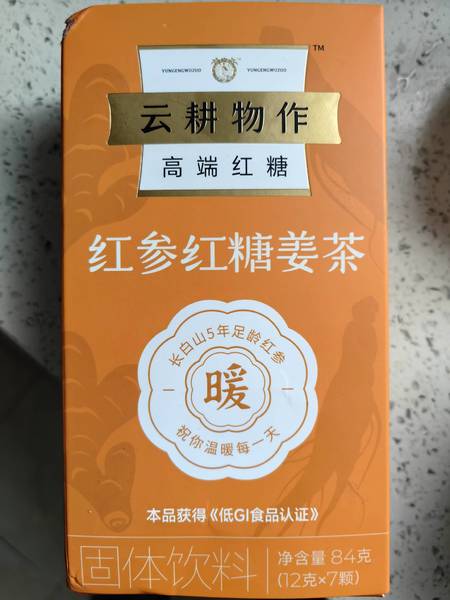 TM
YUNGENGWUZUO YUNGENGWUZUO
云耕物作
高端红糖
红参红糖姜茶
长白山5年足龄红参
暖
祝你温暖每一天
本品获得《低GI食品认证》
固体饮料
净含量 84克
(12克×7颗)